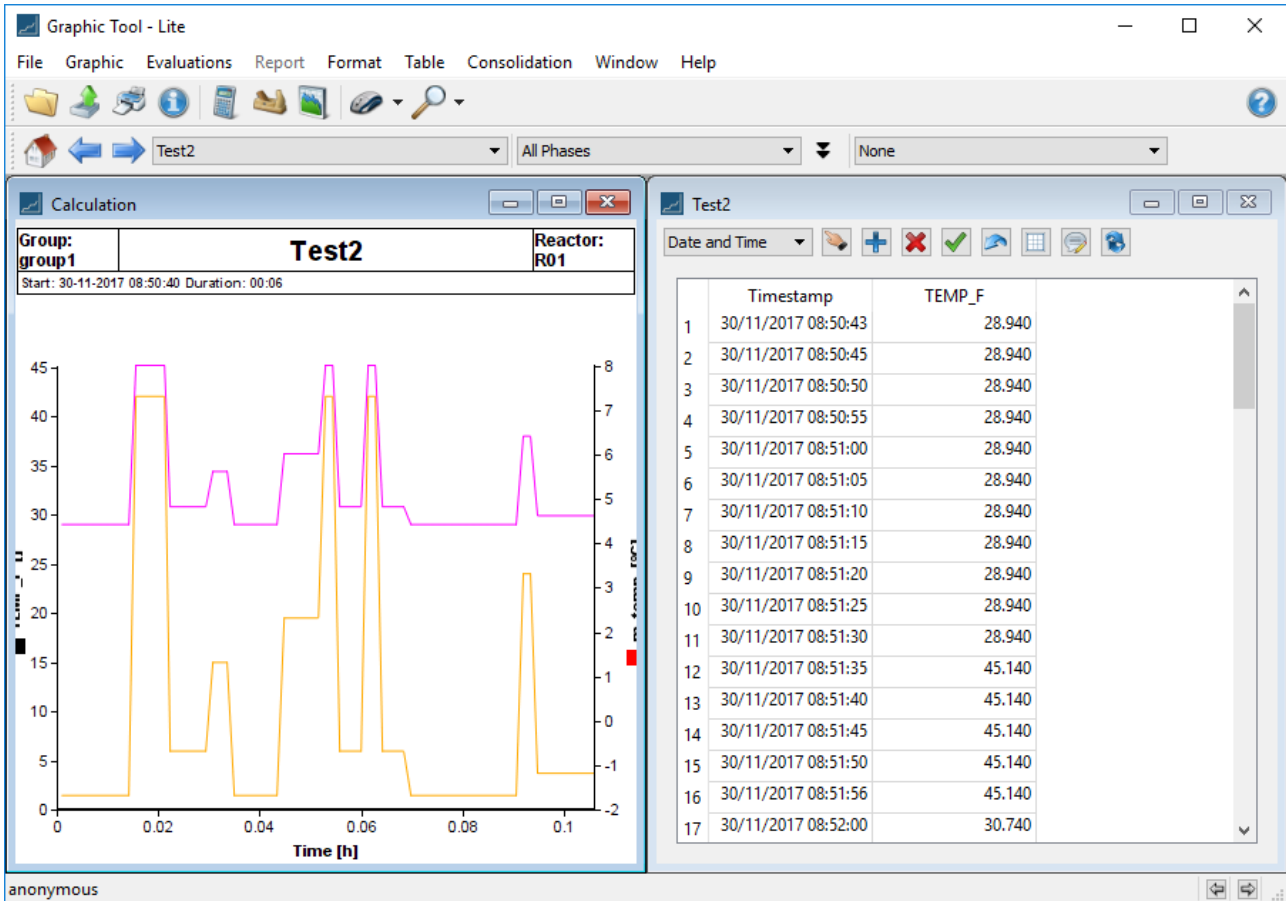 Graphic Tool - Lite
File Graphic Evaluations Report Format Table Consolidation Window Help
Test2 All Phases None
Calculation
Group: group1
Test2
Reactor: R01
Start: 30-11-2017 08:50:40 Duration: 00:06
45
40
35
30
25
20
15
10
5
0
8
7
6
5
4
3
2
1
0
-1
-2
0 0.02 0.04 0.06 0.08 0.1
Time [h]
Test2
Date and Time
Timestamp TEMP_F
1 30/11/2017 08:50:43 28.940
2 30/11/2017 08:50:45 28.940
3 30/11/2017 08:50:50 28.940
4 30/11/2017 08:50:55 28.940
5 30/11/2017 08:51:00 28.940
6 30/11/2017 08:51:05 28.940
7 30/11/2017 08:51:10 28.940
8 30/11/2017 08:51:15 28.940
9 30/11/2017 08:51:20 28.940
10 30/11/2017 08:51:25 28.940
11 30/11/2017 08:51:30 28.940
12 30/11/2017 08:51:35 45.140
13 30/11/2017 08:51:40 45.140
14 30/11/2017 08:51:45 45.140
15 30/11/2017 08:51:50 45.140
16 30/11/2017 08:51:56 45.140
17 30/11/2017 08:52:00 30.740
anonymous